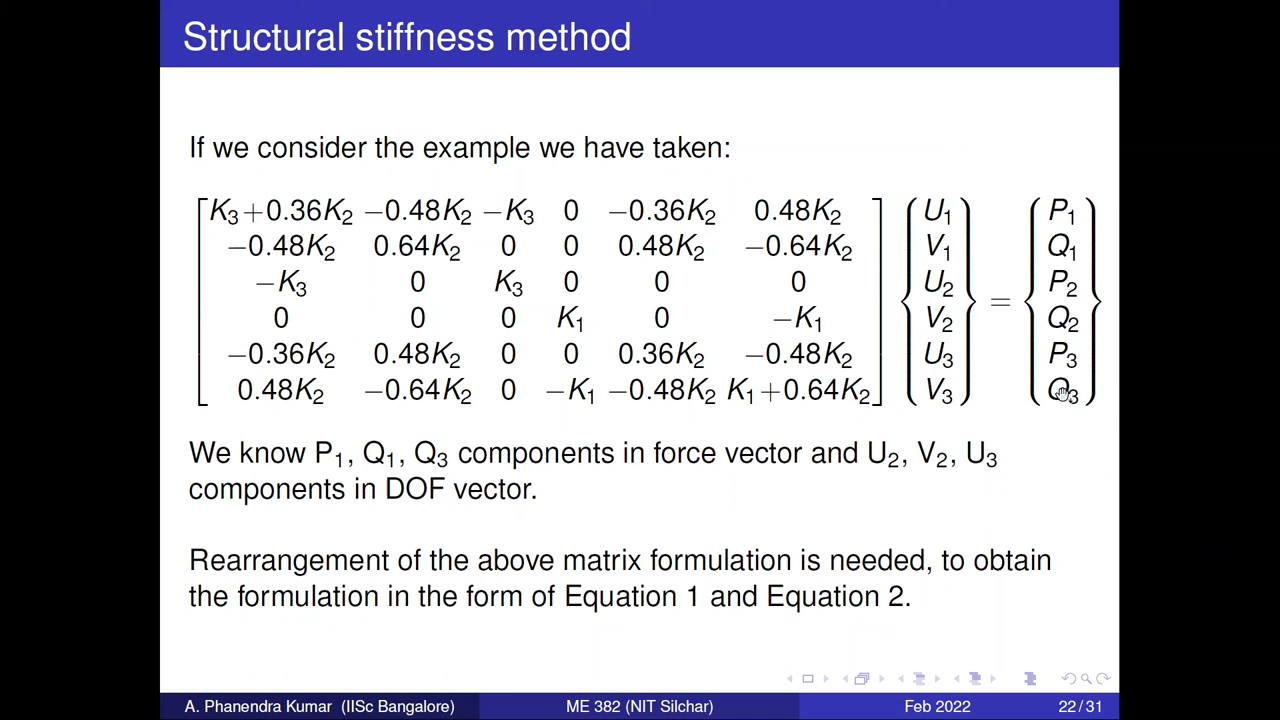 Structural stiffness method
If we consider the example we have taken:
K₃+0.36K₂ −0.48K₂ −K₃ 0 −0.36K₂ 0.48K₂ U₁ P₁
−0.48K₂ 0.64K₂ 0 0 0.48K₂ −0.64K₂ V₁ Q₁
−K₃ 0 K₃ 0 0 0 U₂ P₂
0 0 0 K₁ 0 −K₁ V₂ = Q₂
−0.36K₂ 0.48K₂ 0 0 0.36K₂ −0.48K₂ U₃ P₃
0.48K₂ −0.64K₂ 0 −K₁ −0.48K₂ K₁+0.64K₂ V₃ Q₃
We know P₁, Q₁, Q₃ components in force vector and U₂, V₂, U₃
components in DOF vector.
Rearrangement of the above matrix formulation is needed, to obtain
the formulation in the form of Equation 1 and Equation 2.
A. Phanendra Kumar (IISc Bangalore) ME 382 (NIT Silchar) Feb 2022 22 / 31